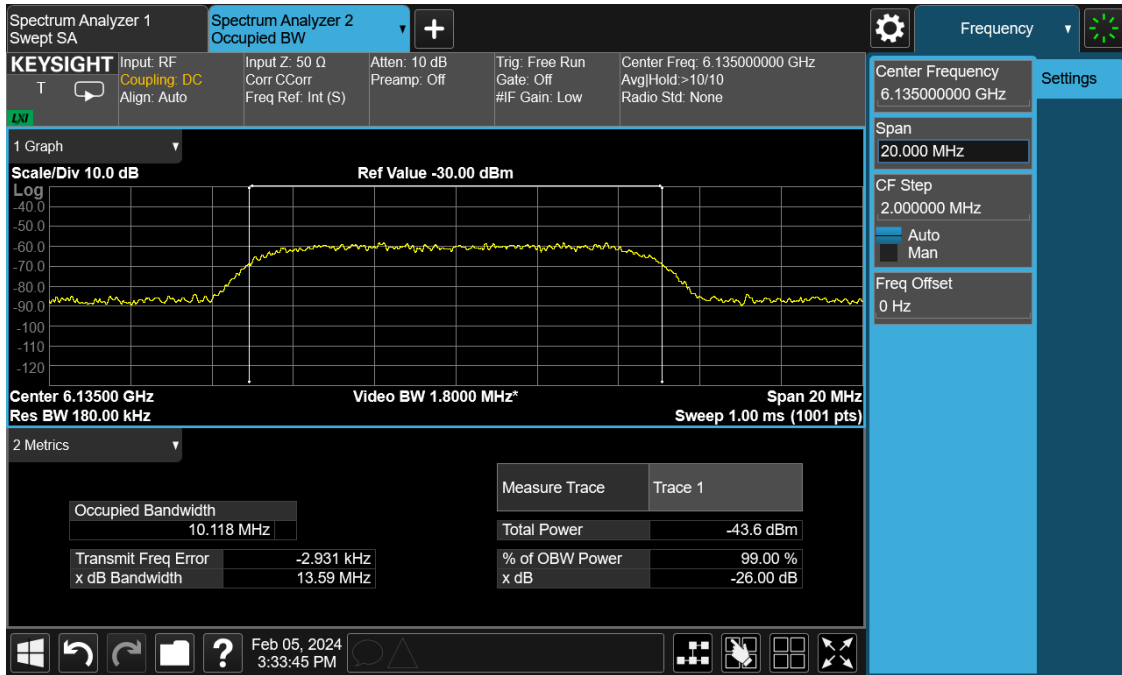 Spectrum Analyzer 1
Swept SA
Spectrum Analyzer 2
Occupied BW
Frequency
KEYSIGHT
T
LXI
Input: RF
Coupling: DC
Align: Auto
Input Z: 50 Ω
Corr CCorr
Freq Ref: Int (S)
Atten: 10 dB
Preamp: Off
Trig: Free Run
Gate: Off
#IF Gain: Low
Center Freq: 6.135000000 GHz
Avg|Hold:>10/10
Radio Std: None
Center Frequency
6.135000000 GHz
Settings
Span
20.000 MHz
CF Step
2.000000 MHz
Auto
Man
Freq Offset
0 Hz
1 Graph
Scale/Div 10.0 dB
Ref Value -30.00 dBm
Log
-40.0
-50.0
-60.0
-70.0
-80.0
-90.0
-100
-110
-120
Center 6.13500 GHz
Video BW 1.8000 MHz*
Span 20 MHz
Res BW 180.00 kHz
Sweep 1.00 ms (1001 pts)
2 Metrics
Measure Trace Trace 1
Occupied Bandwidth
10.118 MHz
Total Power -43.6 dBm
Transmit Freq Error -2.931 kHz
% of OBW Power 99.00 %
x dB Bandwidth 13.59 MHz
x dB -26.00 dB
?
Feb 05, 2024
3:33:45 PM